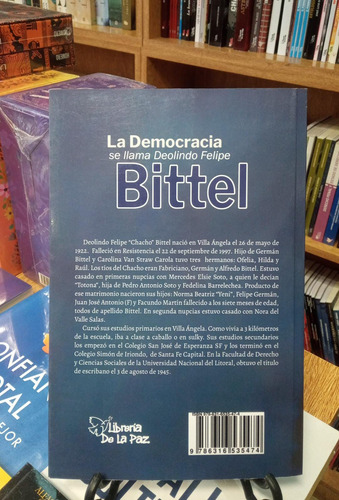 La Democracia
se llama Deolindo Felipe
Bittel
Deolindo Felipe "Chacho" Bittel nació en Villa Ángela el 26 de mayo de
1922. Falleció en Resistencia el 22 de septiembre de 1997. Hijo de Germán
Bittel y Carolina Van Straw Carola tuvo tres hermanos: Ofelia, Hilda y
Raúl. Los tíos del Chacho eran Fabriciano, Germán y Alfredo Bittel. Estuvo
casado en primeras nupcias con Mercedes Elsie Soto, a quien le decían
"Totona", hija de Pedro Antonio Soto y Fedelina Barrelechea. Producto de
ese matrimonio nacieron sus hijos: Norma Beatriz "Yeni", Felipe Germán,
Juan José Antonio (F) y Facundo Martín fallecido a los siete meses de edad,
todos de apellido Bittel. En segunda nupcias estuvo casado con Nora del
Valle Salas.
Cursó sus estudios primarios en Villa Ángela. Como vivía a 3 kilómetros
de la escuela, iba a clase a caballo o en sulky. Sus estudios secundarios
los empezó en el Colegio San José de Esperanza SF y los terminó en el
Colegio Simón de Iriondo, de Santa Fe Capital. En la Facultad de Derecho
y Ciencias Sociales de la Universidad Nacional del Litoral, obtuvo el título
de escribano el 3 de agosto de 1945.
Librería
De La Paz
9 786316 535474